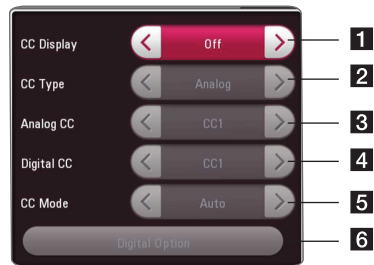 CC Display Off 1
CC Type Analog 2
Analog CC CC1 3
Digital CC CC1 4
CC Mode Auto 5
Digital Option 6